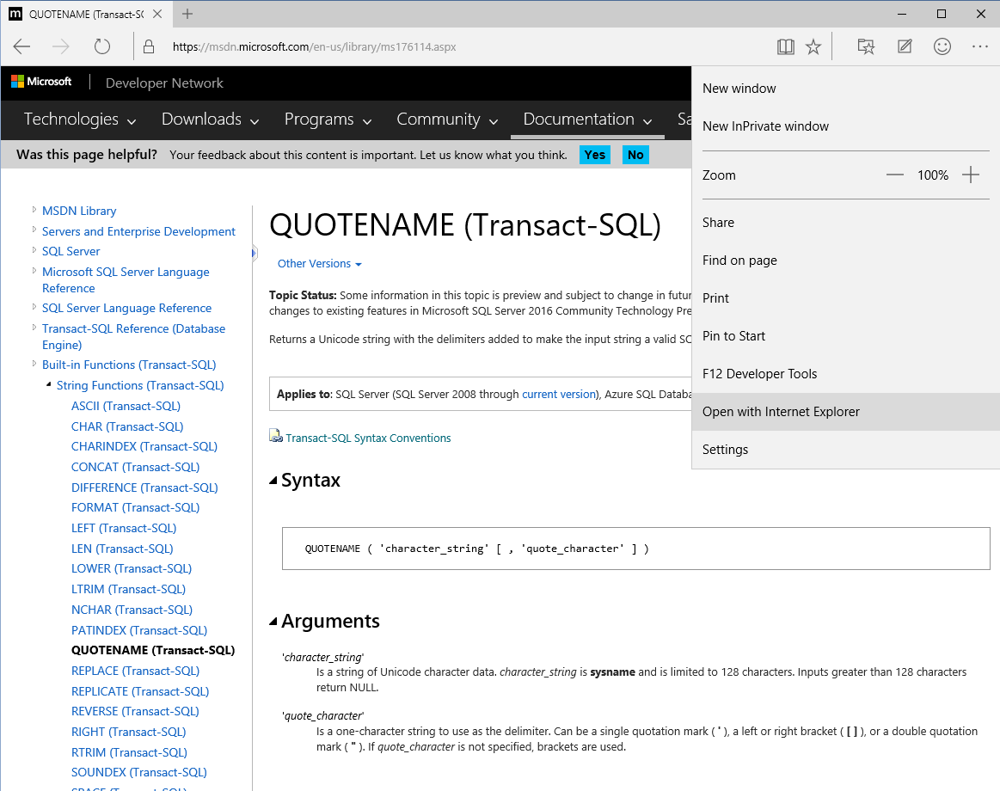 m QUOTENAME (Transact-SC
https://msdn.microsoft.com/en-us/library/ms176114.aspx
Microsoft
Developer Network
Technologies Downloads Programs Community Documentation Sa
Was this page helpful? Your feedback about this content is important. Let us know what you think. Yes No
New window
New InPrivate window
Zoom 100%
Share
Find on page
Print
Pin to Start
F12 Developer Tools
Open with Internet Explorer
Settings
MSDN Library
Servers and Enterprise Development
SQL Server
Microsoft SQL Server Language
Reference
SQL Server Language Reference
Transact-SQL Reference (Database
Engine)
Built-in Functions (Transact-SQL)
String Functions (Transact-SQL)
ASCII (Transact-SQL)
CHAR (Transact-SQL)
CHARINDEX (Transact-SQL)
CONCAT (Transact-SQL)
DIFFERENCE (Transact-SQL)
FORMAT (Transact-SQL)
LEFT (Transact-SQL)
LEN (Transact-SQL)
LOWER (Transact-SQL)
LTRIM (Transact-SQL)
NCHAR (Transact-SQL)
PATINDEX (Transact-SQL)
QUOTENAME (Transact-SQL)
REPLACE (Transact-SQL)
REPLICATE (Transact-SQL)
REVERSE (Transact-SQL)
RIGHT (Transact-SQL)
RTRIM (Transact-SQL)
SOUNDEX (Transact-SQL)
SPACE (Transact-SQL)
QUOTENAME (Transact-SQL)
Other Versions
Topic Status: Some information in this topic is preview and subject to change in futur
changes to existing features in Microsoft SQL Server 2016 Community Technology Pre
Returns a Unicode string with the delimiters added to make the input string a valid SC
Applies to: SQL Server (SQL Server 2008 through current version), Azure SQL Databa
Transact-SQL Syntax Conventions
Syntax
QUOTENAME ( 'character_string' [ , 'quote_character' ] )
Arguments
'character_string'
Is a string of Unicode character data. character_string is sysname and is limited to 128 characters. Inputs greater than 128 characters
return NULL.
'quote_character'
Is a one-character string to use as the delimiter. Can be a single quotation mark ( ' ), a left or right bracket ( [ ] ), or a double quotation
mark ( " ). If quote_character is not specified, brackets are used.